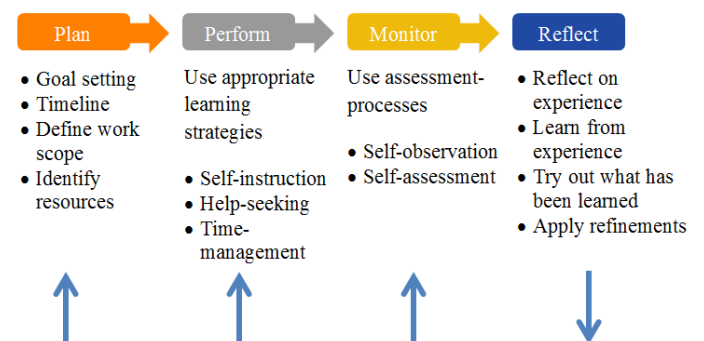 Plan
Perform
Monitor
Reflect
• Goal setting
• Timeline
• Define work
scope
• Identify
resources
Use appropriate
learning
strategies
• Self-instruction
• Help-seeking
• Time-
management
Use assessment-
processes
• Self-observation
• Self-assessment
• Reflect on
experience
• Learn from
experience
• Try out what has
been learned
• Apply refinements